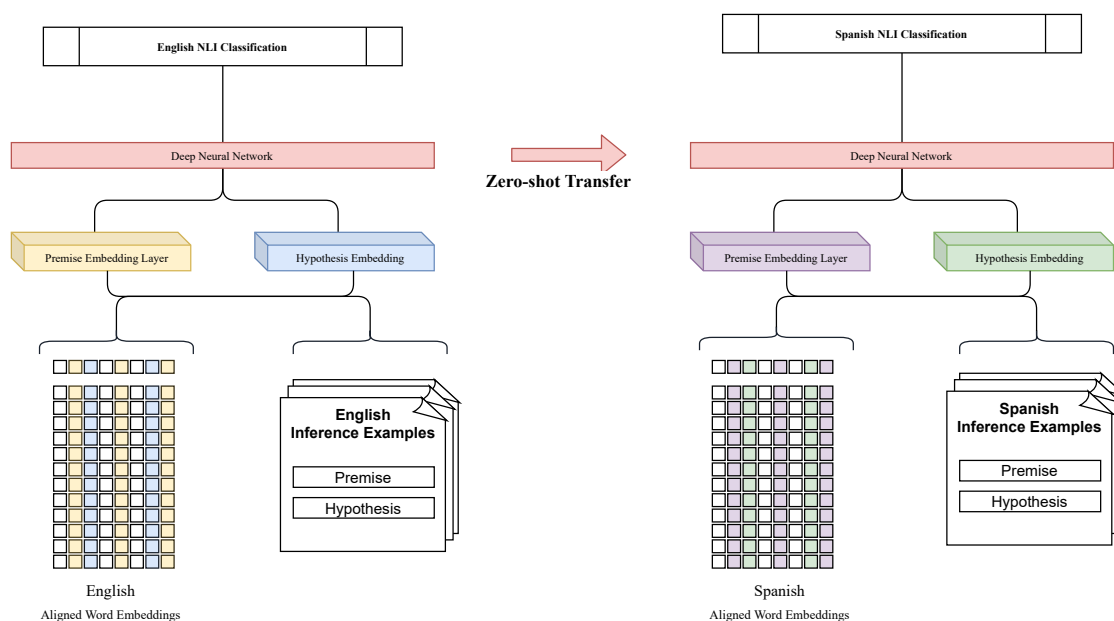 English NLI Classification
Deep Neural Network
Premise Embedding Layer
Hypothesis Embedding
English
Inference Examples
Premise
Hypothesis
English
Aligned Word Embeddings
Zero-shot Transfer
Spanish NLI Classification
Deep Neural Network
Premise Embedding Layer
Hypothesis Embedding
Spanish
Inference Examples
Premise
Hypothesis
Spanish
Aligned Word Embeddings